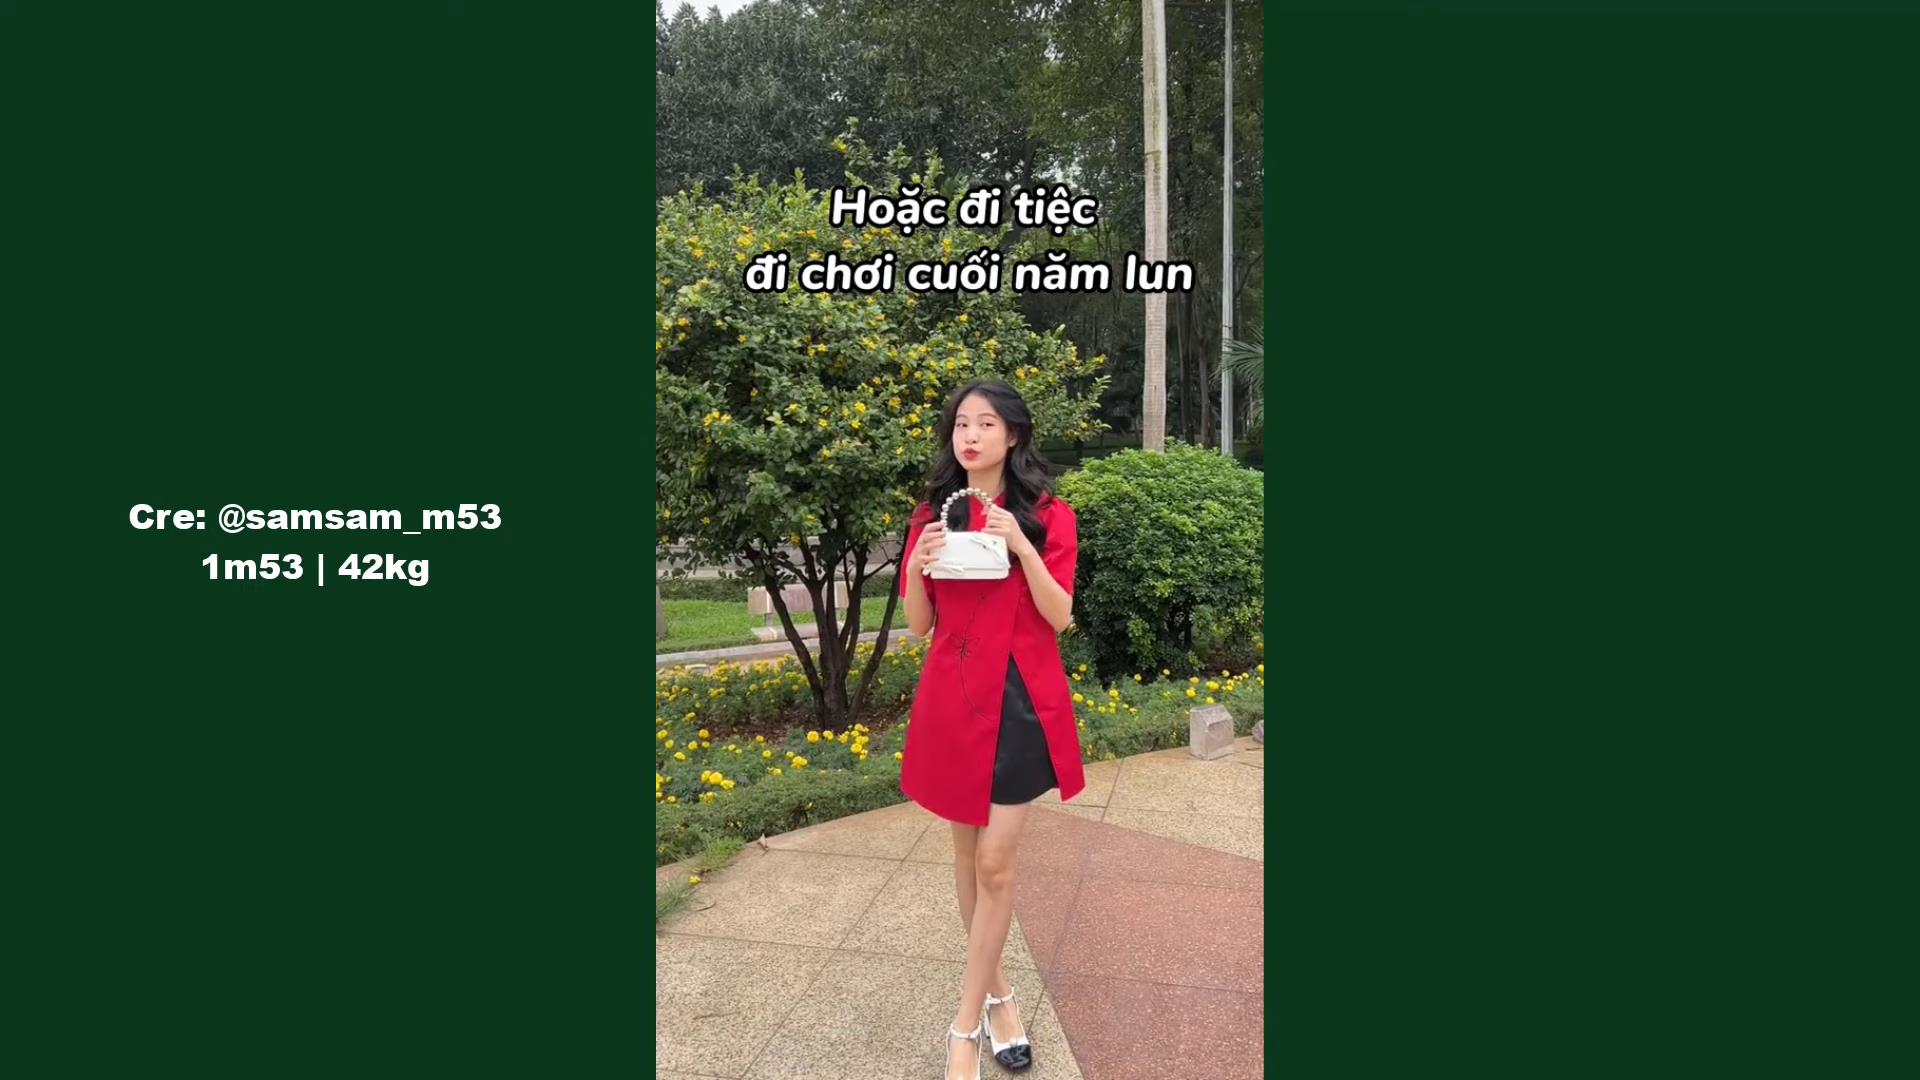 Hoặc đi tiệc
đi chơi cuối năm lun
Cre: @samsam_m53
1m53 | 42kg